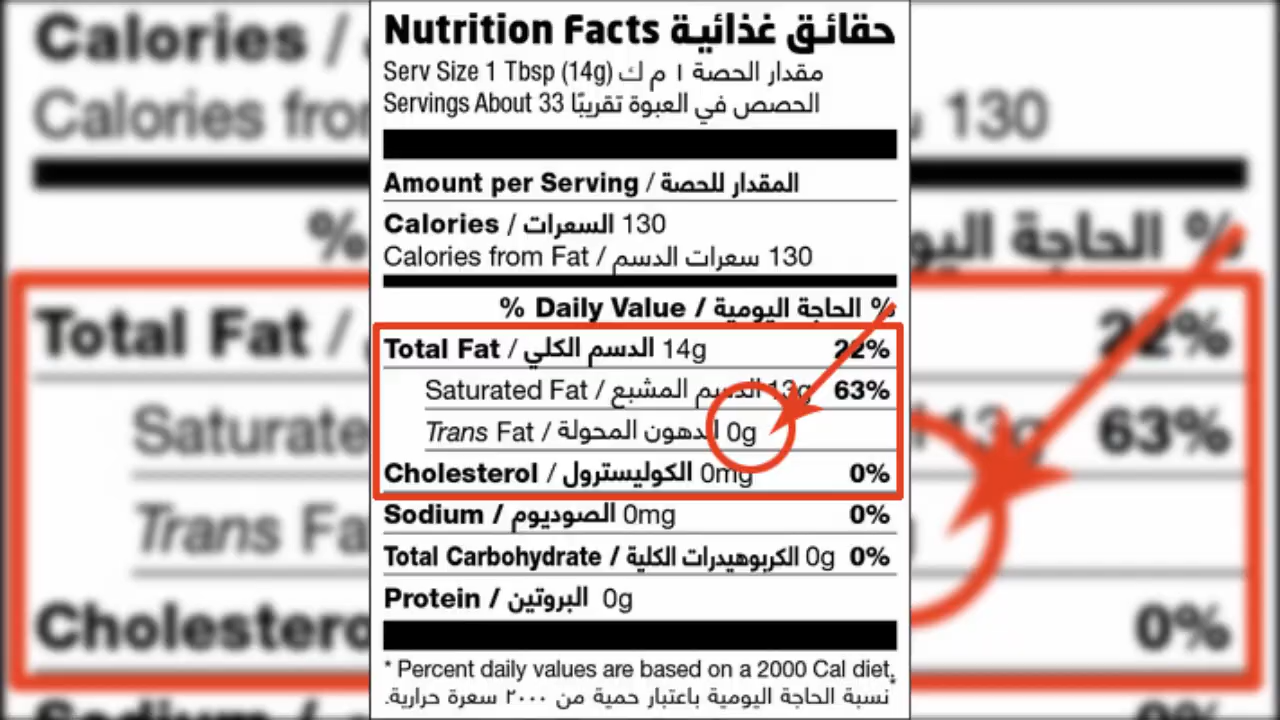 Nutrition Facts حقائق غذائية
Serv Size 1 Tbsp (14g) مقدار الحصة ١ م ك
Servings About 33 الحصص في العبوة تقريبًا
Amount per Serving / المقدار للحصة
Calories / السعرات 130
Calories from Fat / سعرات الدسم 130
% Daily Value / الحاجة اليومية %
Total Fat / الدسم الكلي 14g 22%
Saturated Fat / الدسم المشبع 13g 63%
Trans Fat / الدهون المحولة 0g
Cholesterol / الكوليسترول 0mg 0%
Sodium / الصوديوم 0mg 0%
Total Carbohydrate / الكربوهيدرات الكلية 0g 0%
Protein / البروتين 0g
* Percent daily values are based on a 2000 Cal diet.
*نسبة الحاجة اليومية باعتبار حمية من ٢٠٠٠ سعرة حرارية.